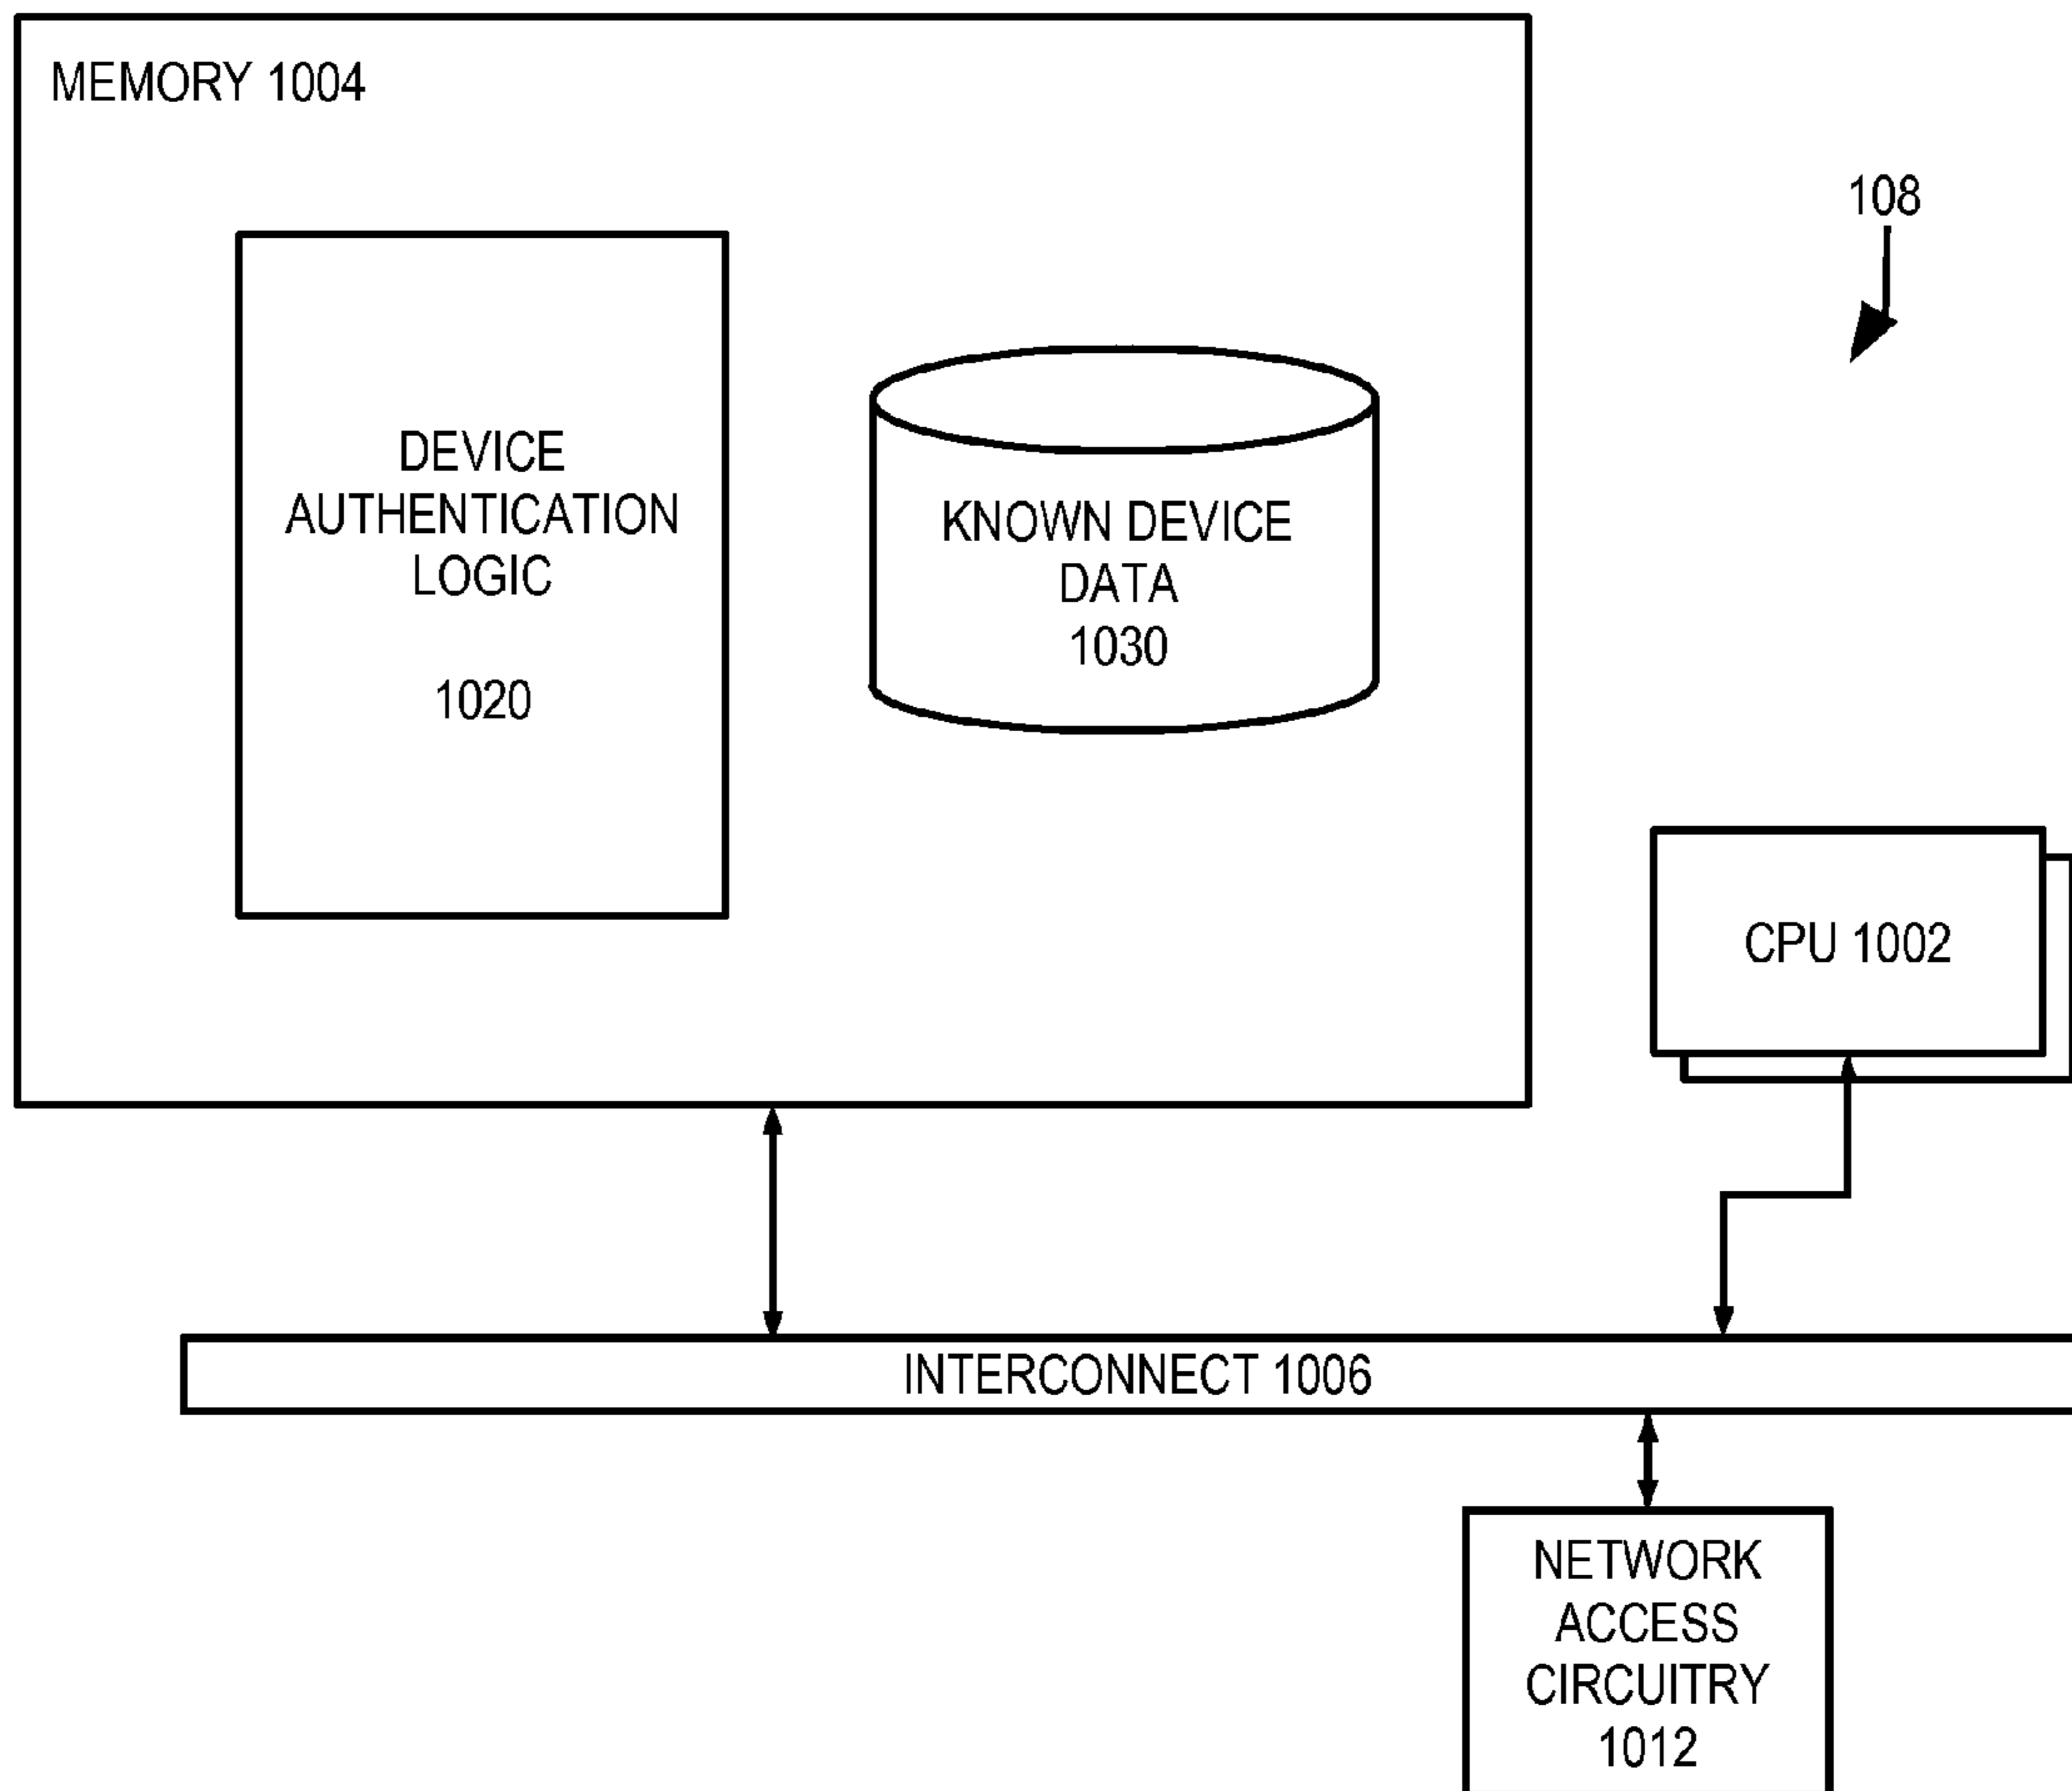 MEMORY 1004
108
DEVICE
AUTHENTICATION
LOGIC
1020
KNOWN DEVICE
DATA
1030
CPU 1002
INTERCONNECT 1006
NETWORK
ACCESS
CIRCUITRY
1012